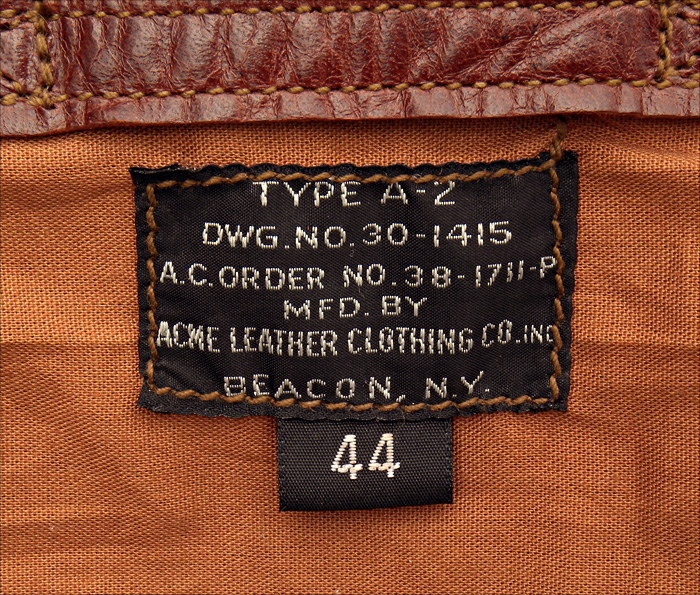 TYPE A-2
DWG.NO.30-1415
A.C.ORDER NO.38-1711-P
MFD.BY
ACME LEATHER CLOTHING CO.,INC
BEACON, N.Y.
44